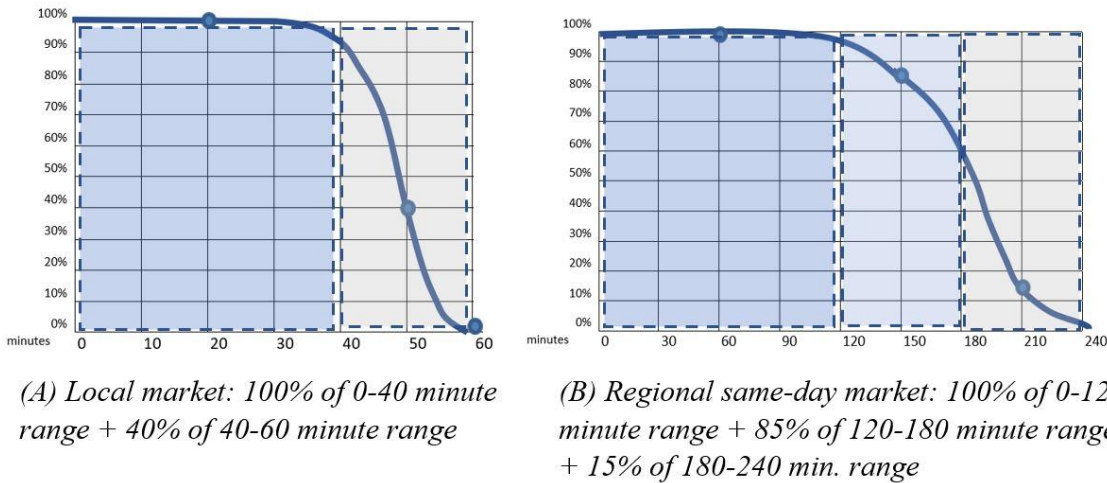 100%
90%
80%
70%
60%
50%
40%
30%
20%
10%
0%
minutes
0 10 20 30 40 50 60
(A) Local market: 100% of 0-40 minute
range + 40% of 40-60 minute range
100%
90%
80%
70%
60%
50%
40%
30%
20%
10%
0%
minutes
0 30 60 90 120 150 180 210 240
(B) Regional same-day market: 100% of 0-12
minute range + 85% of 120-180 minute range
+ 15% of 180-240 min. range